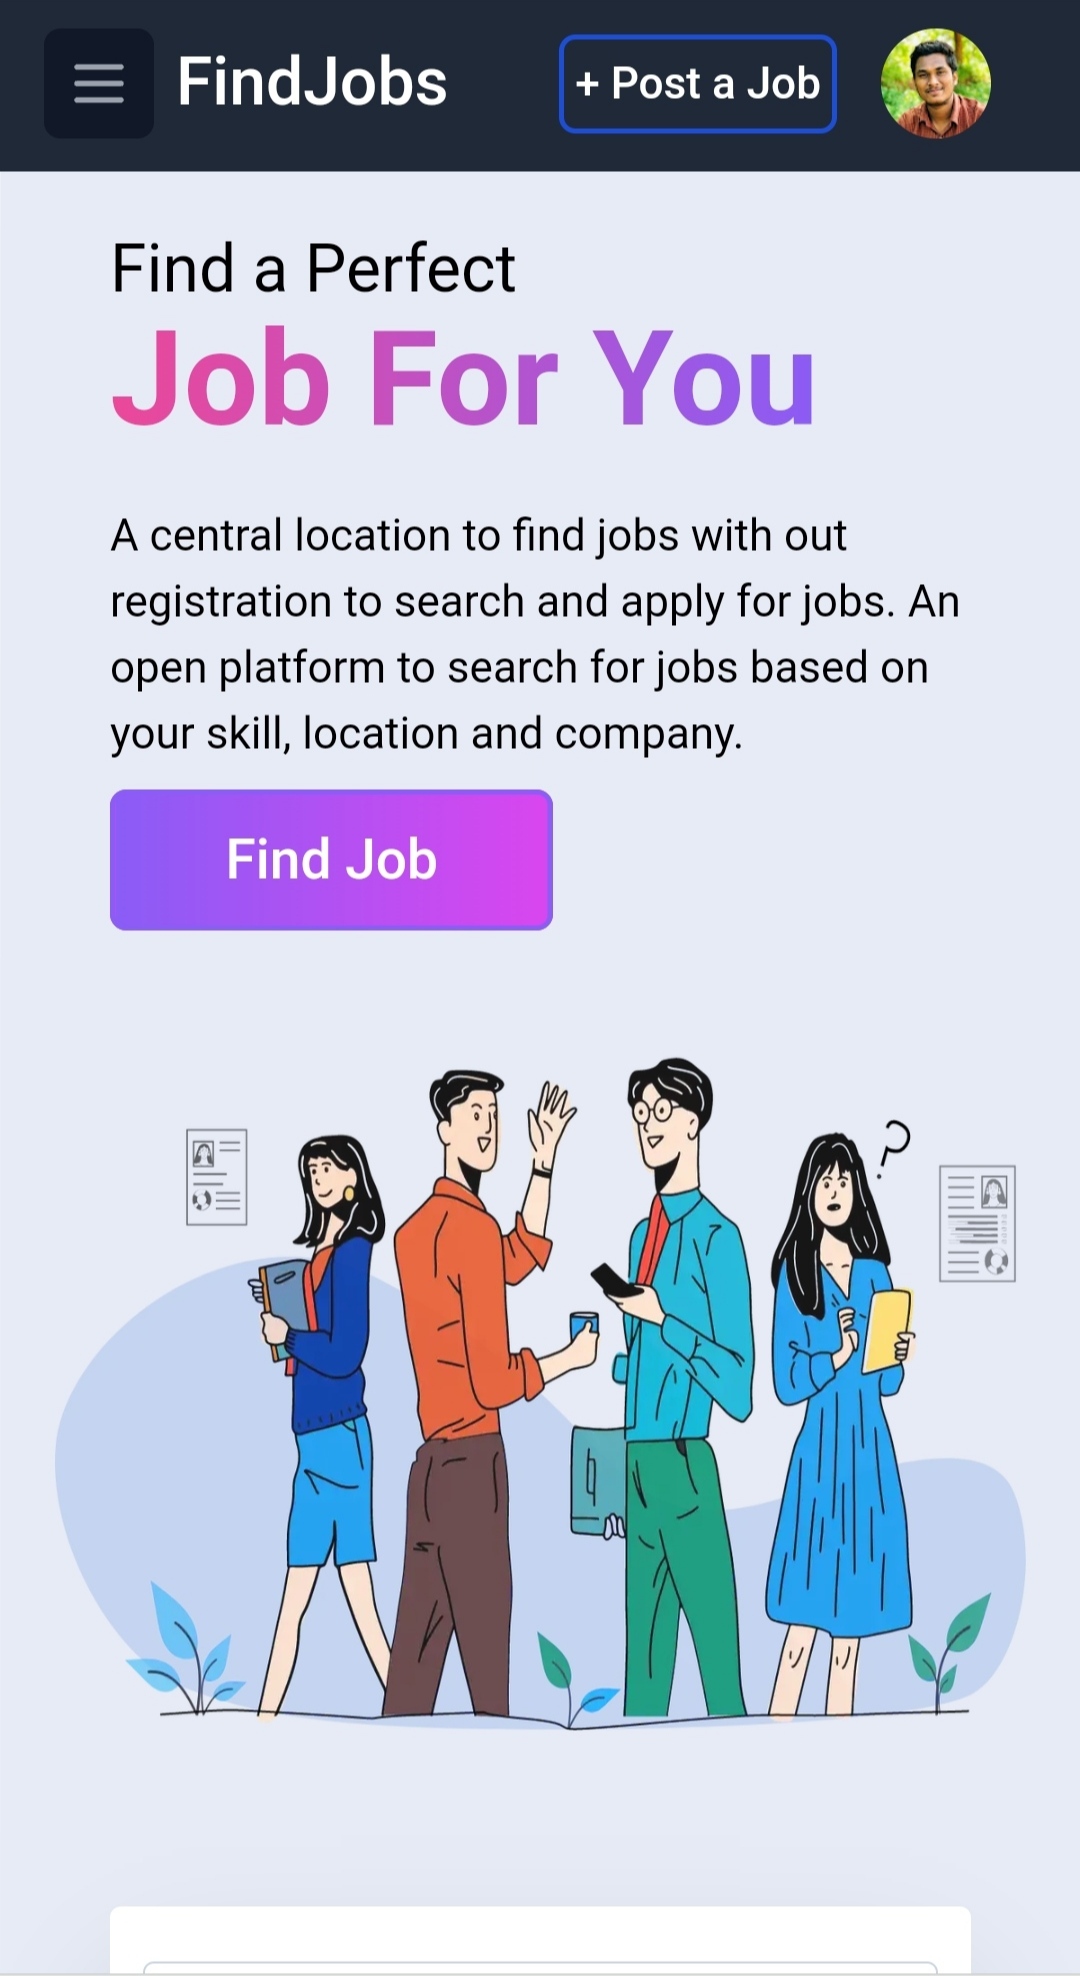 FindJobs
+ Post a Job
Find a Perfect
Job For You
A central location to find jobs with out
registration to search and apply for jobs. An
open platform to search for jobs based on
your skill, location and company.
Find Job
?